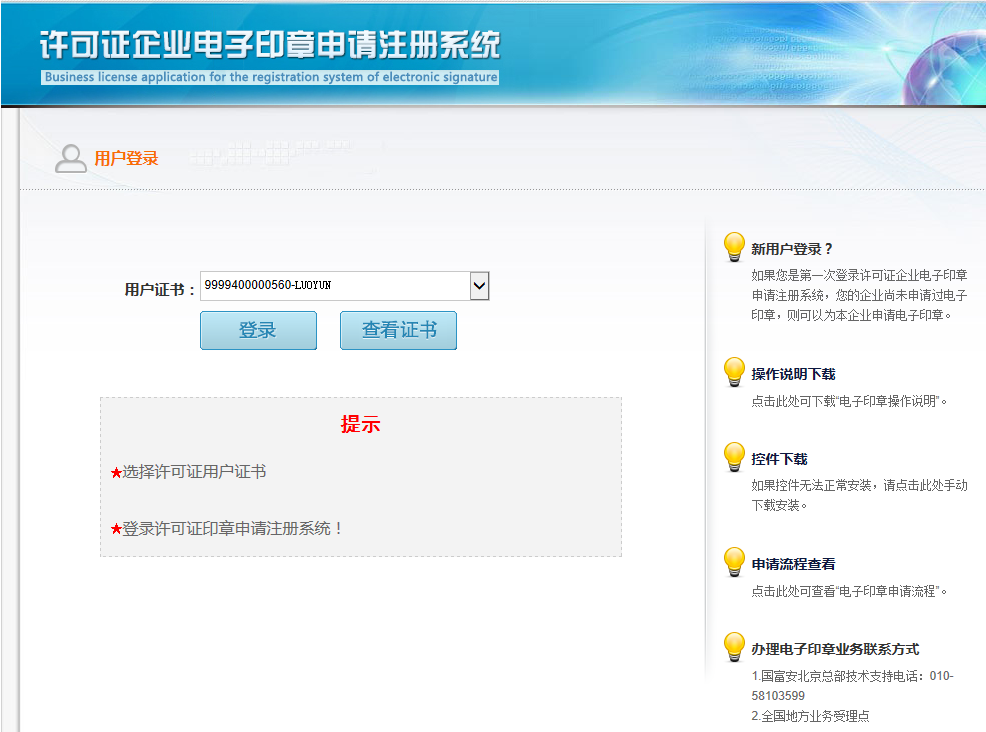 许可证企业电子印章申请注册系统
Business license application for the registration system of electronic signature
用户登录
用户证书：
9999400000560-LUOYUN
登录
查看证书
提示
★选择许可证用户证书
★登录许可证印章申请注册系统！
新用户登录？
如果您是第一次登录许可证企业电子印章
申请注册系统，您的企业尚未申请过电子
印章，则可以为本企业申请电子印章。
操作说明下载
点击此处可下载“电子印章操作说明”。
控件下载
如果控件无法正常安装，请点击此处手动
下载安装。
申请流程查看
点击此处可查看“电子印章申请流程”。
办理电子印章业务联系方式
1.国富安北京总部技术支持电话：010-
58103599
2.全国地方业务受理点